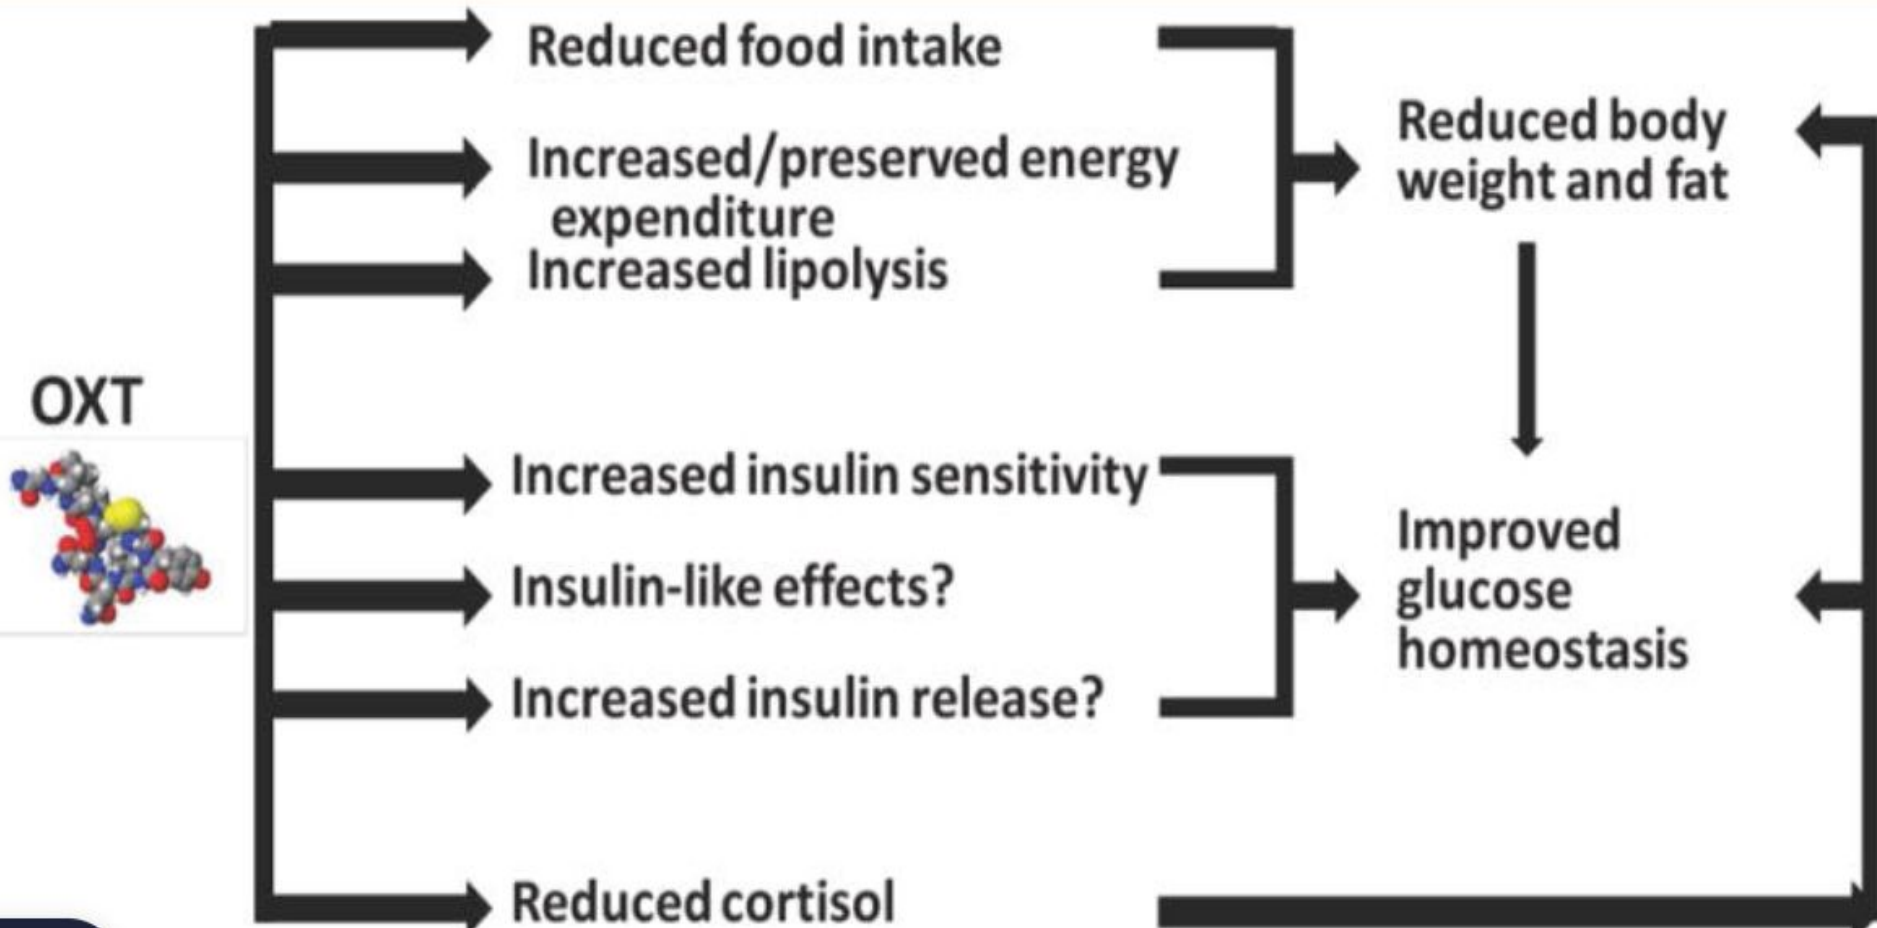 OXT
Reduced food intake
Increased/preserved energy
expenditure
Increased lipolysis
Increased insulin sensitivity
Insulin-like effects?
Increased insulin release?
Reduced cortisol
Reduced body
weight and fat
Improved
glucose
homeostasis